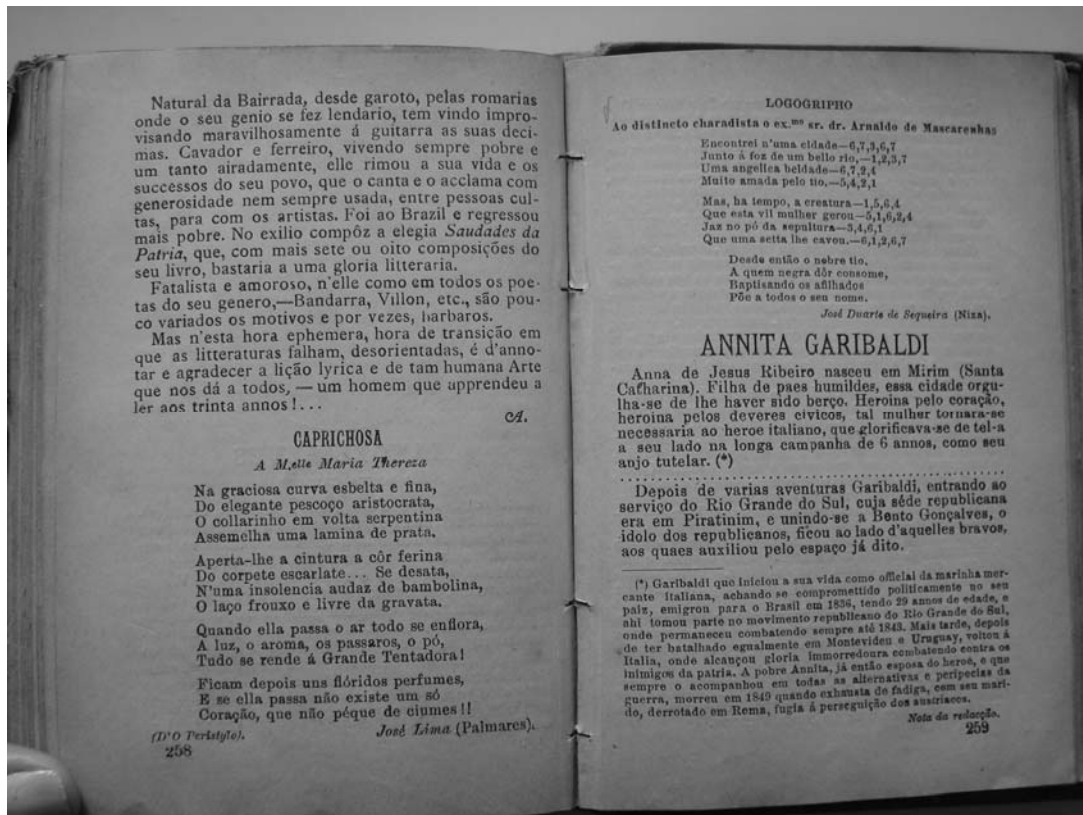 Natural da Bairrada, desde garoto, pelas romarias
onde o seu genio se fez lendario, tem vindo impro-
visando maravilhosamente á guitarra as suas deci-
mas. Cavador e ferreiro, vivendo sempre pobre e
um tanto airadamente, elle rimou a sua vida e os
successos do seu povo, que o canta e o acclama com
generosidade nem sempre usada, entre pessoas cul-
tas, para com os artistas. Foi ao Brazil e regressou
mais pobre. No exilio compôz a elegia Saudades da
Patria, que, com mais sete ou oito composições do
seu livro, bastaria a uma gloria litteraria.
Fatalista e amoroso, n'elle como em todos os poe-
tas do seu genero,—Bandarra, Villon, etc., são pou-
co variados os motivos e por vezes, barbaros.
Mas n'esta hora ephemera, hora de transição em
que as litteraturas falham, desorientadas, é d'anno-
tar e agradecer a lição lyrica e de tam humana Arte
que nos dá a todos, — um homem que apprendeu a
ler aos trinta annos!...
A.
CAPRICHOSA
A M.elle Maria Thereza
Na graciosa curva esbelta e fina,
Do elegante pescoço aristocrata,
O collarinho em volta serpentina
Assemelha uma lamina de prata.
Aperta-lhe a cintura a côr ferina
Do corpete escarlate... Se desata,
N'uma insolencia audaz de bambolina,
O laço frouxo e livre da gravata.
Quando ella passa o ar todo se enflora,
A luz, o aroma, os passaros, o pó,
Tudo se rende á Grande Tentadora!
Ficam depois uns flóridos perfumes,
E se ella passa não existe um só
Coração, que não péque de ciumes!!
(D'O Peristylo). José Lima (Palmares).
258
LOGOGRIPHO
Ao distincto charadista o ex.mo sr. dr. Arnaldo de Mascarenhas
Encontrei n'uma cidade—6,7,3,6,7
Junto á foz de um bello rio,—1,2,3,7
Uma angelica beldade—6,7,2,4
Muito amada pelo tio,—5,4,2,1
Mas, ha tempo, a creatura—1,5,6,4
Que esta vil mulher gerou—5,1,6,2,4
Jaz no pó da sepultura—3,4,6,1
Que uma setta lhe cavou.—6,1,2,6,7
Desde então o nobre tio,
A quem negra dôr consome,
Baptisando os afilhados
Põe a todos o seu nome.
José Duarte de Sequeira (Niza).
ANNITA GARIBALDI
Anna de Jesus Ribeiro nasceu em Mirim (Santa
Catharina). Filha de paes humildes, essa cidade orgu-
lha-se de lhe haver sido berço. Heroina pelo coração,
heroina pelos deveres civicos, tal mulher tornara-se
necessaria ao heroe italiano, que glorificava-se de tel-a
a seu lado na longa campanha de 6 annos, como seu
anjo tutelar. (*)
Depois de varias aventuras Garibaldi, entrando ao
serviço do Rio Grande do Sul, cuja séde republicana
era em Piratinim, e unindo-se a Bento Gonçalves, o
idolo dos republicanos, ficou ao lado d'aquelles bravos,
aos quaes auxiliou pelo espaço já dito.
(*) Garibaldi que iniciou a sua vida como official da marinha mer-
cante italiana, achando se compromettido politicamente no seu
paiz, emigrou para o Brasil em 1836, tendo 29 annos de edade, e
ahi tomou parte no movimento republicano do Rio Grande do Sul,
onde permaneceu combatendo sempre até 1843. Mais tarde, depois
de ter batalhado egualmente em Montevideu e Uruguay, voltou á
Italia, onde alcançou gloria immorredoura combatendo contra os
inimigos da patria. A pobre Annita, já então esposa do heroe, e que
sempre o acompanhou em todas as alternativas e peripecias da
guerra, morreu em 1849 quando exhausta de fadiga, com seu mari-
do, derrotado em Roma, fugia á perseguição dos austriacos.
Nota da redacção.
259